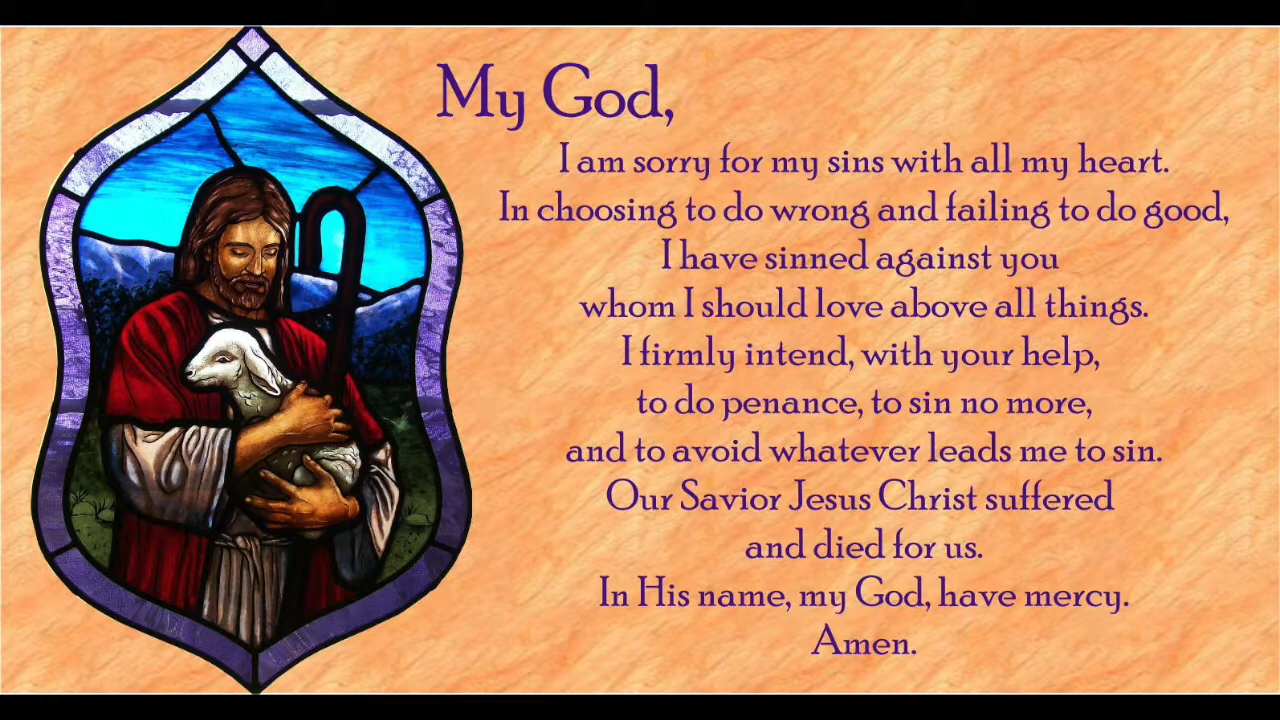 My God,
I am sorry for my sins with all my heart.
In choosing to do wrong and failing to do good,
I have sinned against you
whom I should love above all things.
I firmly intend, with your help,
to do penance, to sin no more,
and to avoid whatever leads me to sin.
Our Savior Jesus Christ suffered
and died for us.
In His name, my God, have mercy.
Amen.